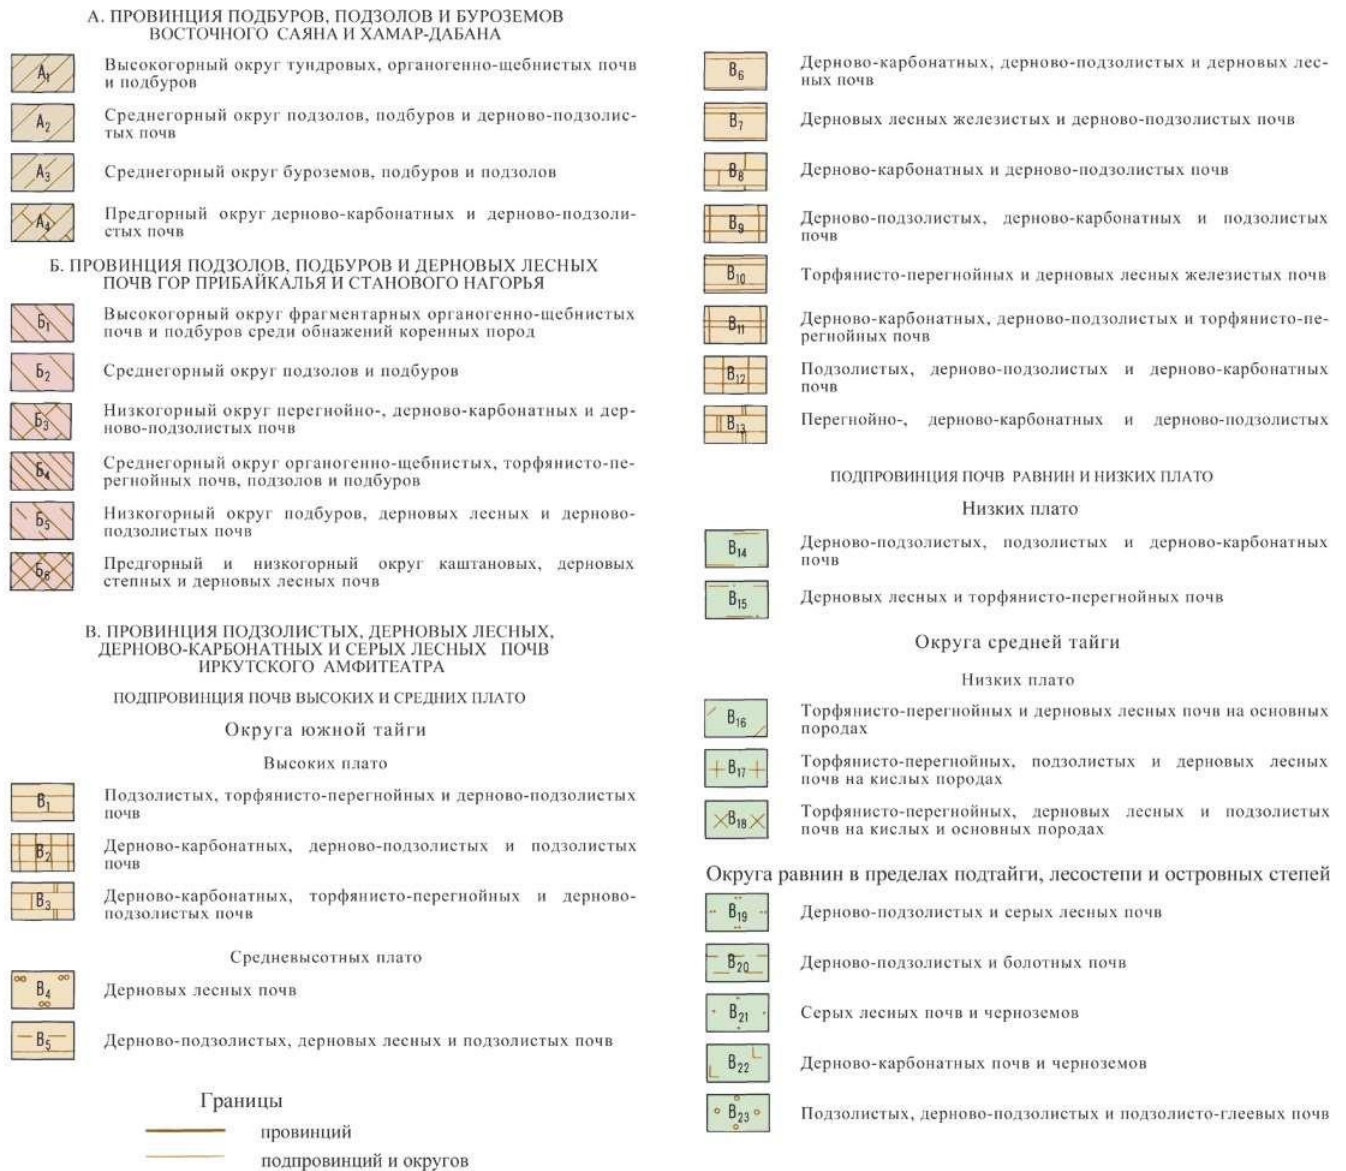 А. ПРОВИНЦИЯ ПОДБУРОВ, ПОДЗОЛОВ И БУРОЗЕМОВ
ВОСТОЧНОГО САЯНА И ХАМАР-ДАБАНА
А1 Высокогорный округ тундровых, органогенно-щебнистых почв
и подбуров
А2 Среднегорный округ подзолов, подбуров и дерново-подзолис-
тых почв
А3 Среднегорный округ буроземов, подбуров и подзолов
А4 Предгорный округ дерново-карбонатных и дерново-подзоли-
стых почв
Б. ПРОВИНЦИЯ ПОДЗОЛОВ, ПОДБУРОВ И ДЕРНОВЫХ ЛЕСНЫХ
ПОЧВ ГОР ПРИБАЙКАЛЬЯ И СТАНОВОГО НАГОРЬЯ
Б1 Высокогорный округ фрагментарных органогенно-щебнистых
почв и подбуров среди обнажений коренных пород
Б2 Среднегорный округ подзолов и подбуров
Б3 Низкогорный округ перегнойно-, дерново-карбонатных и дер-
ново-подзолистых почв
Б4 Среднегорный округ органогенно-щебнистых, торфянисто-пе-
регнойных почв, подзолов и подбуров
Б5 Низкогорный округ подбуров, дерновых лесных и дерново-
подзолистых почв
Б6 Предгорный и низкогорный округ каштановых, дерновых
степных и дерновых лесных почв
В. ПРОВИНЦИЯ ПОДЗОЛИСТЫХ, ДЕРНОВЫХ ЛЕСНЫХ,
ДЕРНОВО-КАРБОНАТНЫХ И СЕРЫХ ЛЕСНЫХ ПОЧВ
ИРКУТСКОГО АМФИТЕАТРА
ПОДПРОВИНЦИЯ ПОЧВ ВЫСОКИХ И СРЕДНИХ ПЛАТО
Округа южной тайги
Высоких плато
В1 Подзолистых, торфянисто-перегнойных и дерново-подзолистых
почв
В2 Дерново-карбонатных, дерново-подзолистых и подзолистых
почв
В3 Дерново-карбонатных, торфянисто-перегнойных и дерново-
подзолистых почв
Средневысотных плато
В4 Дерновых лесных почв
В5 Дерново-подзолистых, дерновых лесных и подзолистых почв
Границы
провинций
подпровинций и округов
В6 Дерново-карбонатных, дерново-подзолистых и дерновых лес-
ных почв
В7 Дерновых лесных железистых и дерново-подзолистых почв
В8 Дерново-карбонатных и дерново-подзолистых почв
В9 Дерново-подзолистых, дерново-карбонатных и подзолистых
почв
В10 Торфянисто-перегнойных и дерновых лесных железистых почв
В11 Дерново-карбонатных, дерново-подзолистых и торфянисто-пе-
регнойных почв
В12 Подзолистых, дерново-подзолистых и дерново-карбонатных
почв
В13 Перегнойно-, дерново-карбонатных и дерново-подзолистых
ПОДПРОВИНЦИЯ ПОЧВ РАВНИН И НИЗКИХ ПЛАТО
Низких плато
В14 Дерново-подзолистых, подзолистых и дерново-карбонатных
почв
В15 Дерновых лесных и торфянисто-перегнойных почв
Округа средней тайги
Низких плато
В16 Торфянисто-перегнойных и дерновых лесных почв на основных
породах
В17 Торфянисто-перегнойных, подзолистых и дерновых лесных
почв на кислых породах
В18 Торфянисто-перегнойных, дерновых лесных и подзолистых
почв на кислых и основных породах
Округа равнин в пределах подтайги, лесостепи и островных степей
В19 Дерново-подзолистых и серых лесных почв
В20 Дерново-подзолистых и болотных почв
В21 Серых лесных почв и черноземов
В22 Дерново-карбонатных почв и черноземов
В23 Подзолистых, дерново-подзолистых и подзолисто-глеевых почв